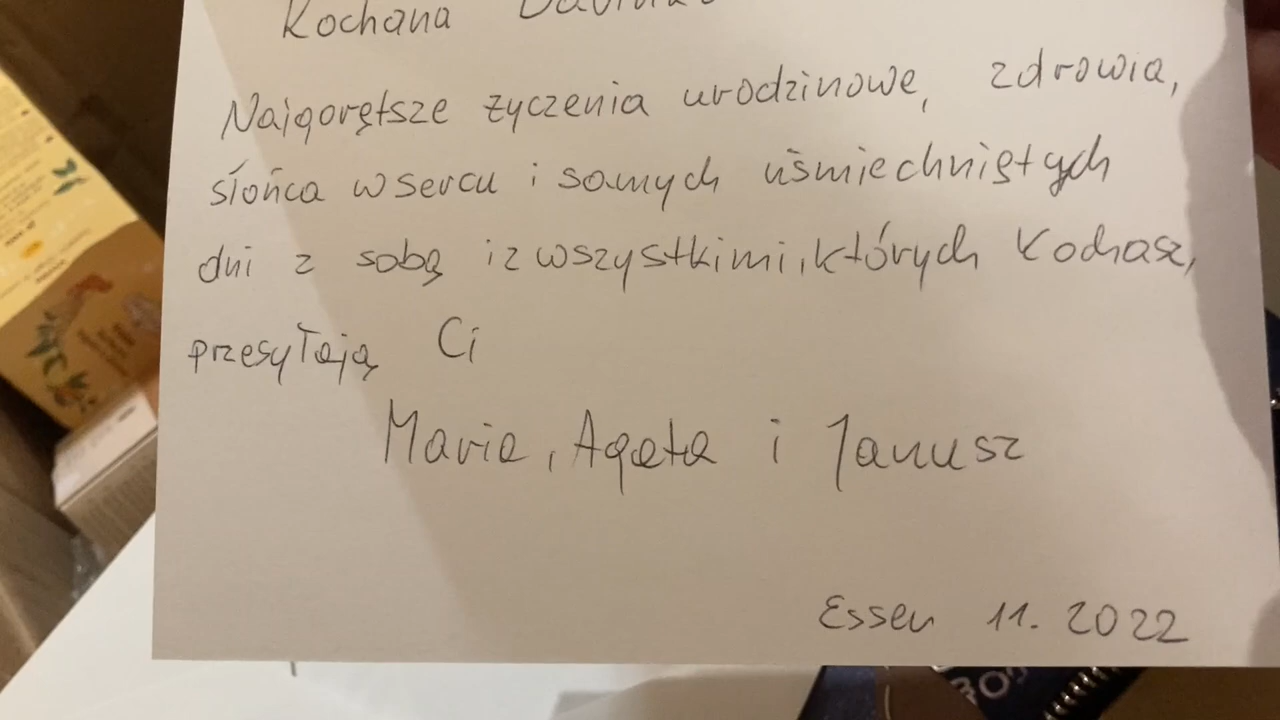 Kochana
Najgorętsze życzenia urodzinowe, zdrowia,
słońca w sercu i samych uśmiechniętych
dni z sobą i z wszystkimi, których Kochasz,
przesyłają Ci
Maria, Agata i Janusz
Essen 11. 2022